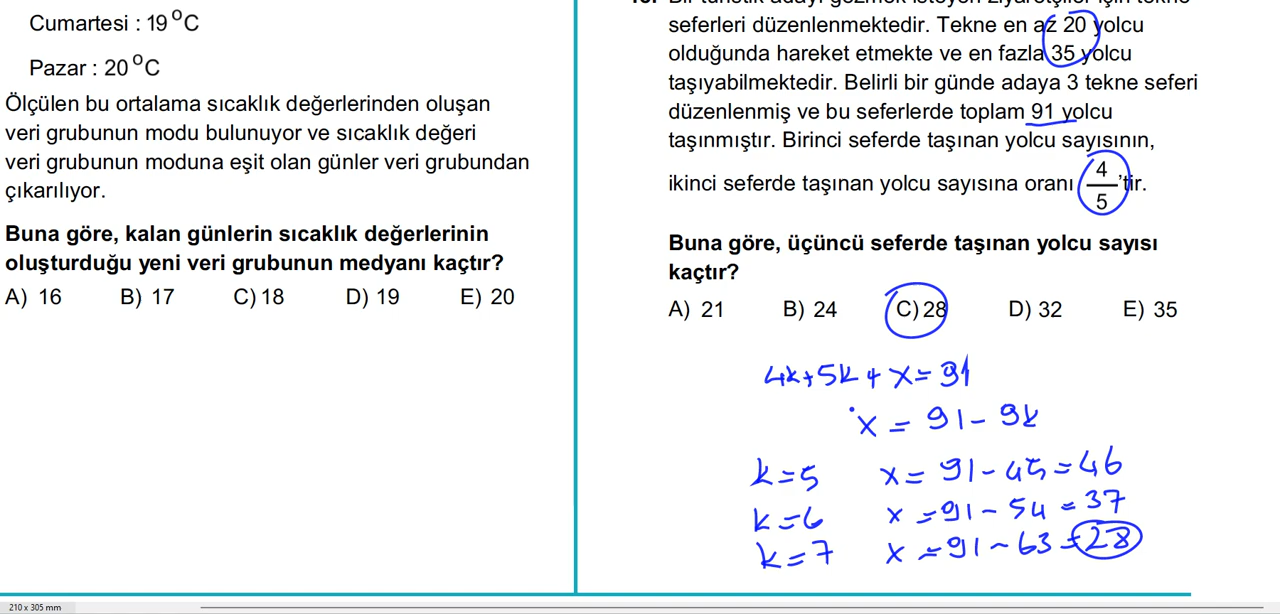 Cumartesi : 19 °C
Pazar : 20 °C
Ölçülen bu ortalama sıcaklık değerlerinden oluşan
veri grubunun modu bulunuyor ve sıcaklık değeri
veri grubunun moduna eşit olan günler veri grubundan
çıkarılıyor.
Buna göre, kalan günlerin sıcaklık değerlerinin
oluşturduğu yeni veri grubunun medyanı kaçtır?
A) 16 B) 17 C) 18 D) 19 E) 20
seferleri düzenlenmektedir. Tekne en az 20 yolcu
olduğunda hareket etmekte ve en fazla 35 yolcu
taşıyabilmektedir. Belirli bir günde adaya 3 tekne seferi
düzenlenmiş ve bu seferlerde toplam 91 yolcu
taşınmıştır. Birinci seferde taşınan yolcu sayısının,
ikinci seferde taşınan yolcu sayısına oranı 4/5 'tir.
Buna göre, üçüncü seferde taşınan yolcu sayısı
kaçtır?
A) 21 B) 24 C) 28 D) 32 E) 35
4k+5k+x=91
x = 91-9k
k=5 x= 91-45=46
k=6 x=91-54=37
k=7 x=91-63=28
210 x 305 mm